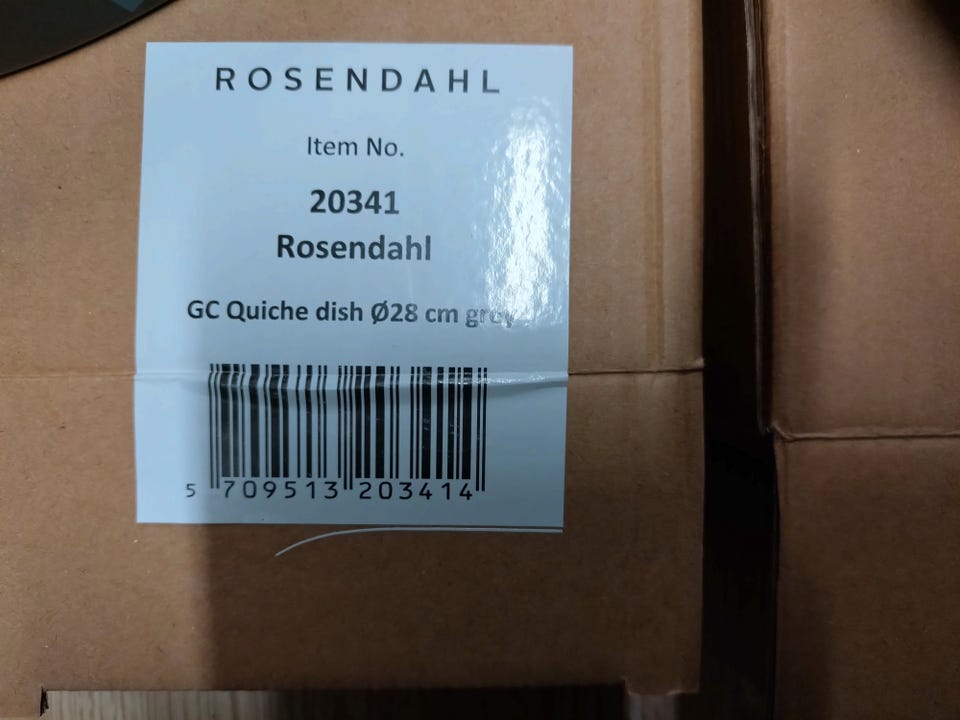 ROSENDAHL
Item No.
20341
Rosendahl
GC Quiche dish Ø28 cm grey
5 709513 203414